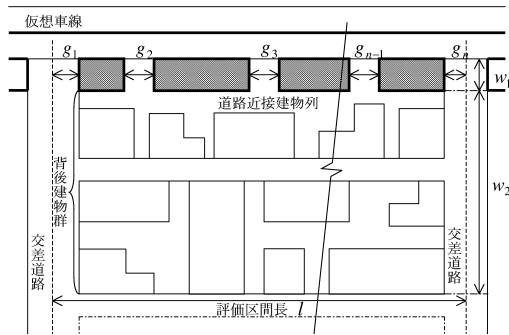 仮想車線
g1 g2 g3 gn−1 gn
w1
道路近接建物列
背後建物群
w2
交差道路
交差道路
評価区間長 l